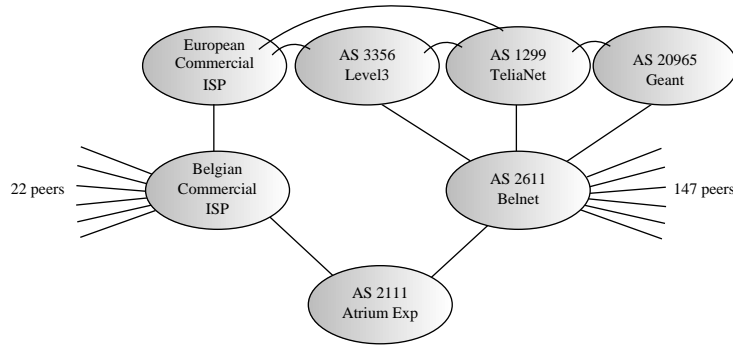 European
Commercial
ISP
AS 3356
Level3
AS 1299
TeliaNet
AS 20965
Geant
22 peers
Belgian
Commercial
ISP
AS 2611
Belnet
147 peers
AS 2111
Atrium Exp